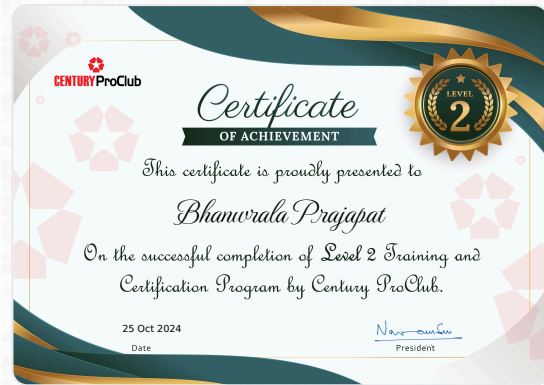 CENTURY ProClub
LEVEL
2
Certificate
OF ACHIEVEMENT
This certificate is proudly presented to
Bhanwrala Prajapat
On the successful completion of Level 2 Training and
Certification Program by Century ProClub.
25 Oct 2024
Date
President